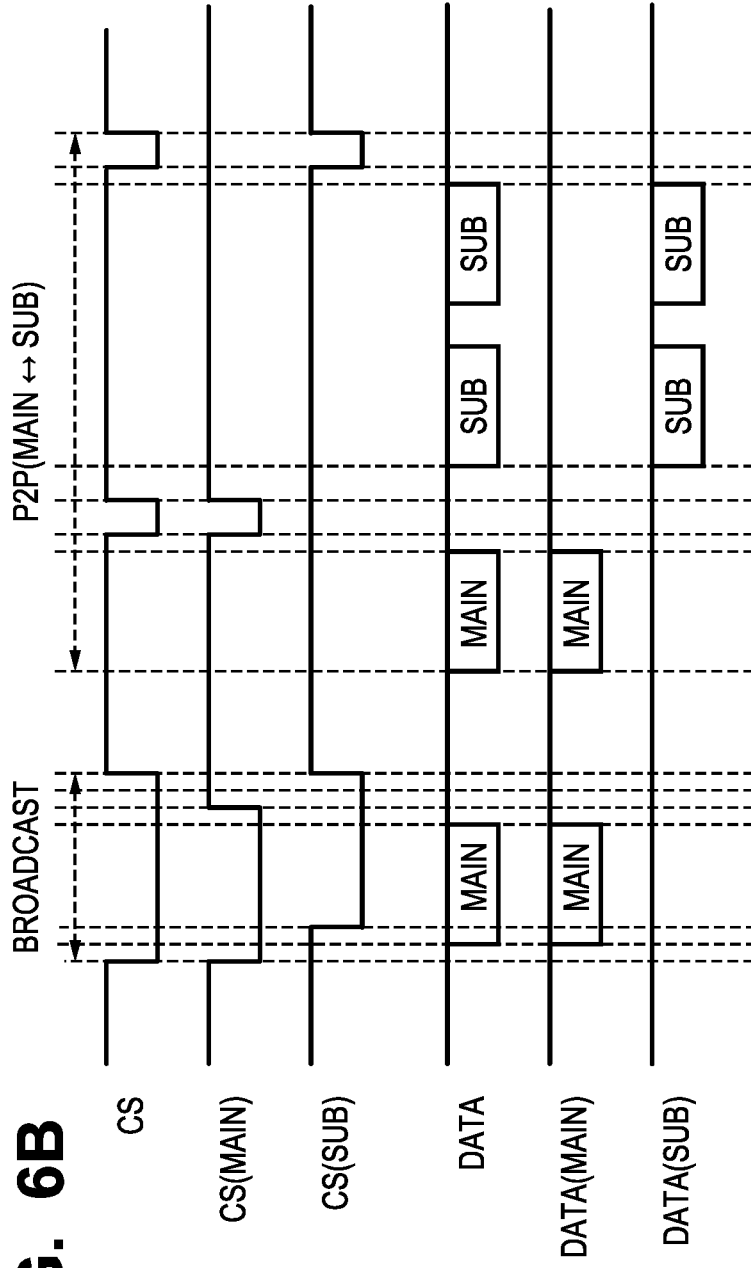 G. 6B
BROADCAST
P2P(MAIN ↔ SUB)
CS
CS(MAIN)
CS(SUB)
DATA
MAIN
MAIN
SUB
SUB
DATA(MAIN)
MAIN
MAIN
DATA(SUB)
SUB
SUB